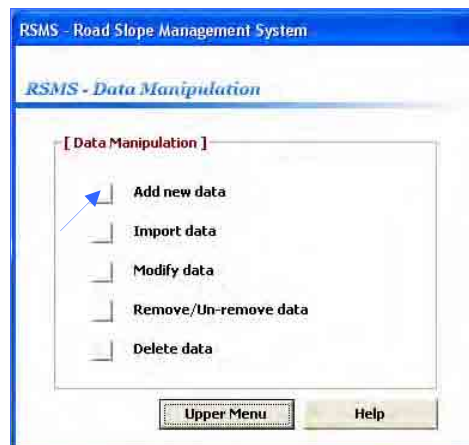 RSMS - Road Slope Management System
RSMS - Data Manipulation
[ Data Manipulation ]
Add new data
Import data
Modify data
Remove/Un-remove data
Delete data
Upper Menu Help